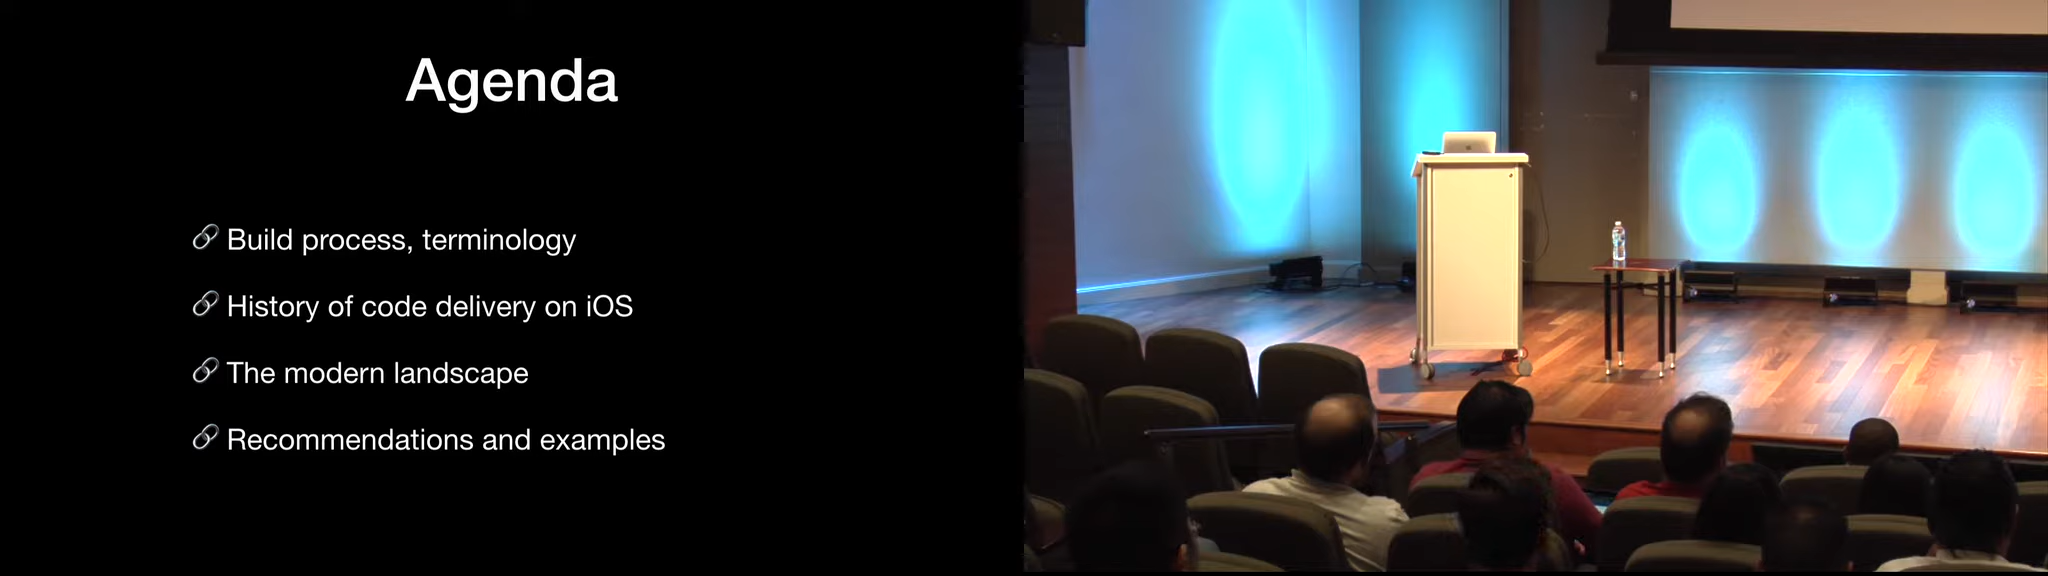 Agenda
🔗 Build process, terminology
🔗 History of code delivery on iOS
🔗 The modern landscape
🔗 Recommendations and examples